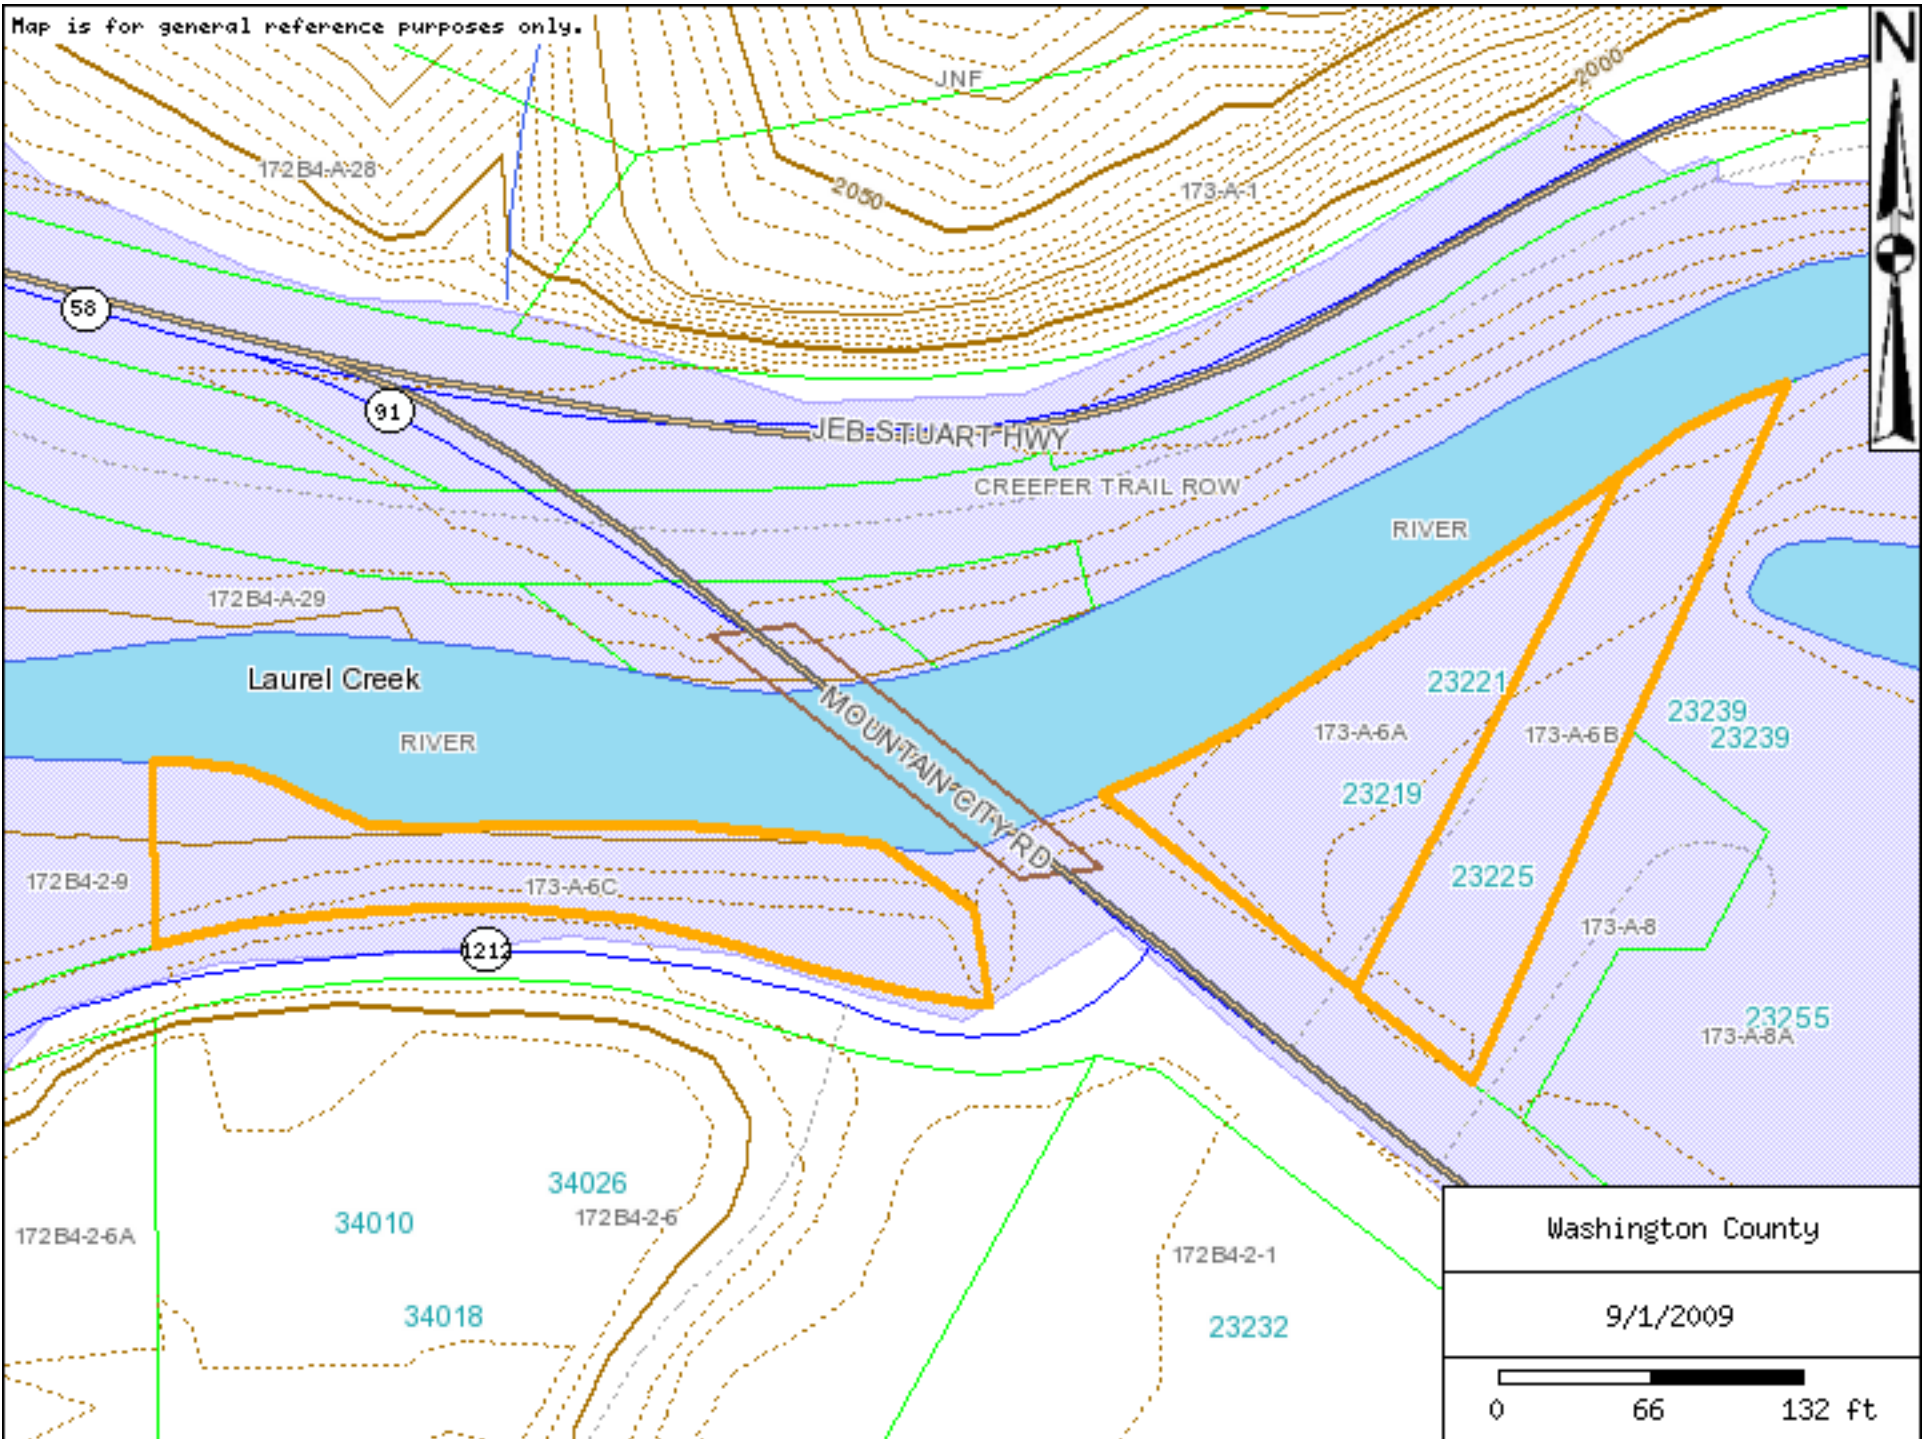 Map is for general reference purposes only.
N
JNF
2000
172B4-A-28
2050
173-A-1
58
91
JEB STUART HWY
CREEPER TRAIL ROW
RIVER
172B4-A-29
Laurel Creek
RIVER
MOUNTAIN CITY RD
23221
173-A-6A
173-A-6B
23239
23239
23219
172B4-2-9
173-A-6C
23225
173-A-8
1212
23255
173-A-8A
34026
34010
172B4-2-6
172B4-2-6A
172B4-2-1
34018
23232
Washington County
9/1/2009
0 66 132 ft